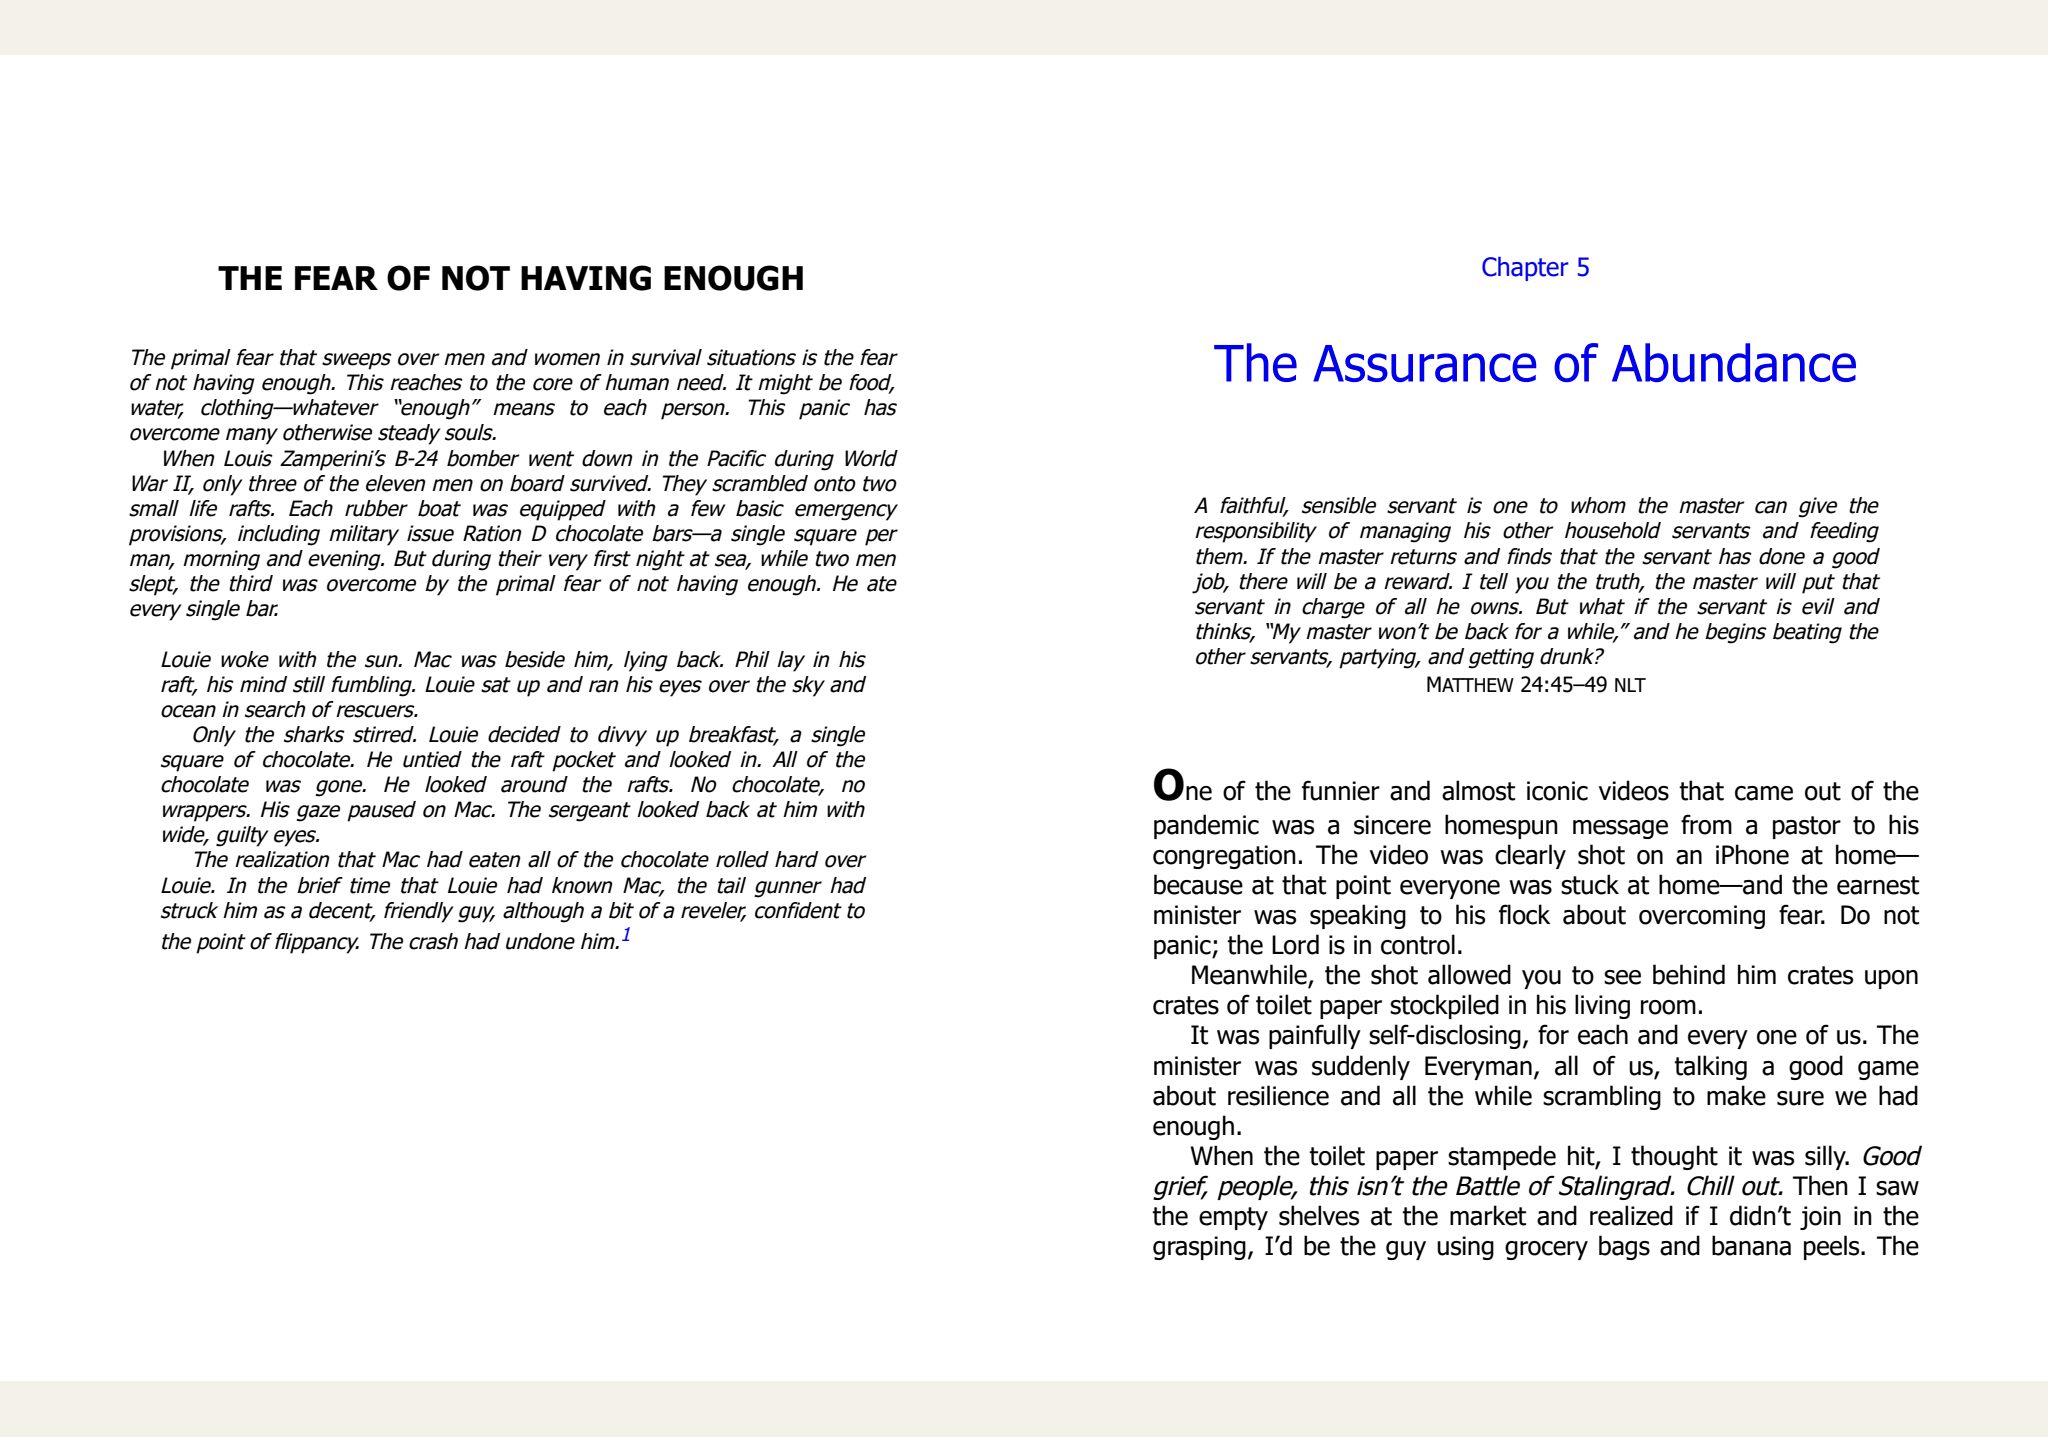 THE FEAR OF NOT HAVING ENOUGH
The primal fear that sweeps over men and women in survival situations is the fear
of not having enough. This reaches to the core of human need. It might be food,
water, clothing—whatever “enough” means to each person. This panic has
overcome many otherwise steady souls.
When Louis Zamperini’s B-24 bomber went down in the Pacific during World
War II, only three of the eleven men on board survived. They scrambled onto two
small life rafts. Each rubber boat was equipped with a few basic emergency
provisions, including military issue Ration D chocolate bars—a single square per
man, morning and evening. But during their very first night at sea, while two men
slept, the third was overcome by the primal fear of not having enough. He ate
every single bar.
Louie woke with the sun. Mac was beside him, lying back. Phil lay in his
raft, his mind still fumbling. Louie sat up and ran his eyes over the sky and
ocean in search of rescuers.
Only the sharks stirred. Louie decided to divvy up breakfast, a single
square of chocolate. He untied the raft pocket and looked in. All of the
chocolate was gone. He looked around the rafts. No chocolate, no
wrappers. His gaze paused on Mac. The sergeant looked back at him with
wide, guilty eyes.
The realization that Mac had eaten all of the chocolate rolled hard over
Louie. In the brief time that Louie had known Mac, the tail gunner had
struck him as a decent, friendly guy, although a bit of a reveler, confident to
the point of flippancy. The crash had undone him.1
Chapter 5
The Assurance of Abundance
A faithful, sensible servant is one to whom the master can give the
responsibility of managing his other household servants and feeding
them. If the master returns and finds that the servant has done a good
job, there will be a reward. I tell you the truth, the master will put that
servant in charge of all he owns. But what if the servant is evil and
thinks, “My master won’t be back for a while,” and he begins beating the
other servants, partying, and getting drunk?
MATTHEW 24:45–49 NLT
One of the funnier and almost iconic videos that came out of the
pandemic was a sincere homespun message from a pastor to his
congregation. The video was clearly shot on an iPhone at home—
because at that point everyone was stuck at home—and the earnest
minister was speaking to his flock about overcoming fear. Do not
panic; the Lord is in control.
Meanwhile, the shot allowed you to see behind him crates upon
crates of toilet paper stockpiled in his living room.
It was painfully self-disclosing, for each and every one of us. The
minister was suddenly Everyman, all of us, talking a good game
about resilience and all the while scrambling to make sure we had
enough.
When the toilet paper stampede hit, I thought it was silly. Good
grief, people, this isn’t the Battle of Stalingrad. Chill out. Then I saw
the empty shelves at the market and realized if I didn’t join in the
grasping, I’d be the guy using grocery bags and banana peels. The